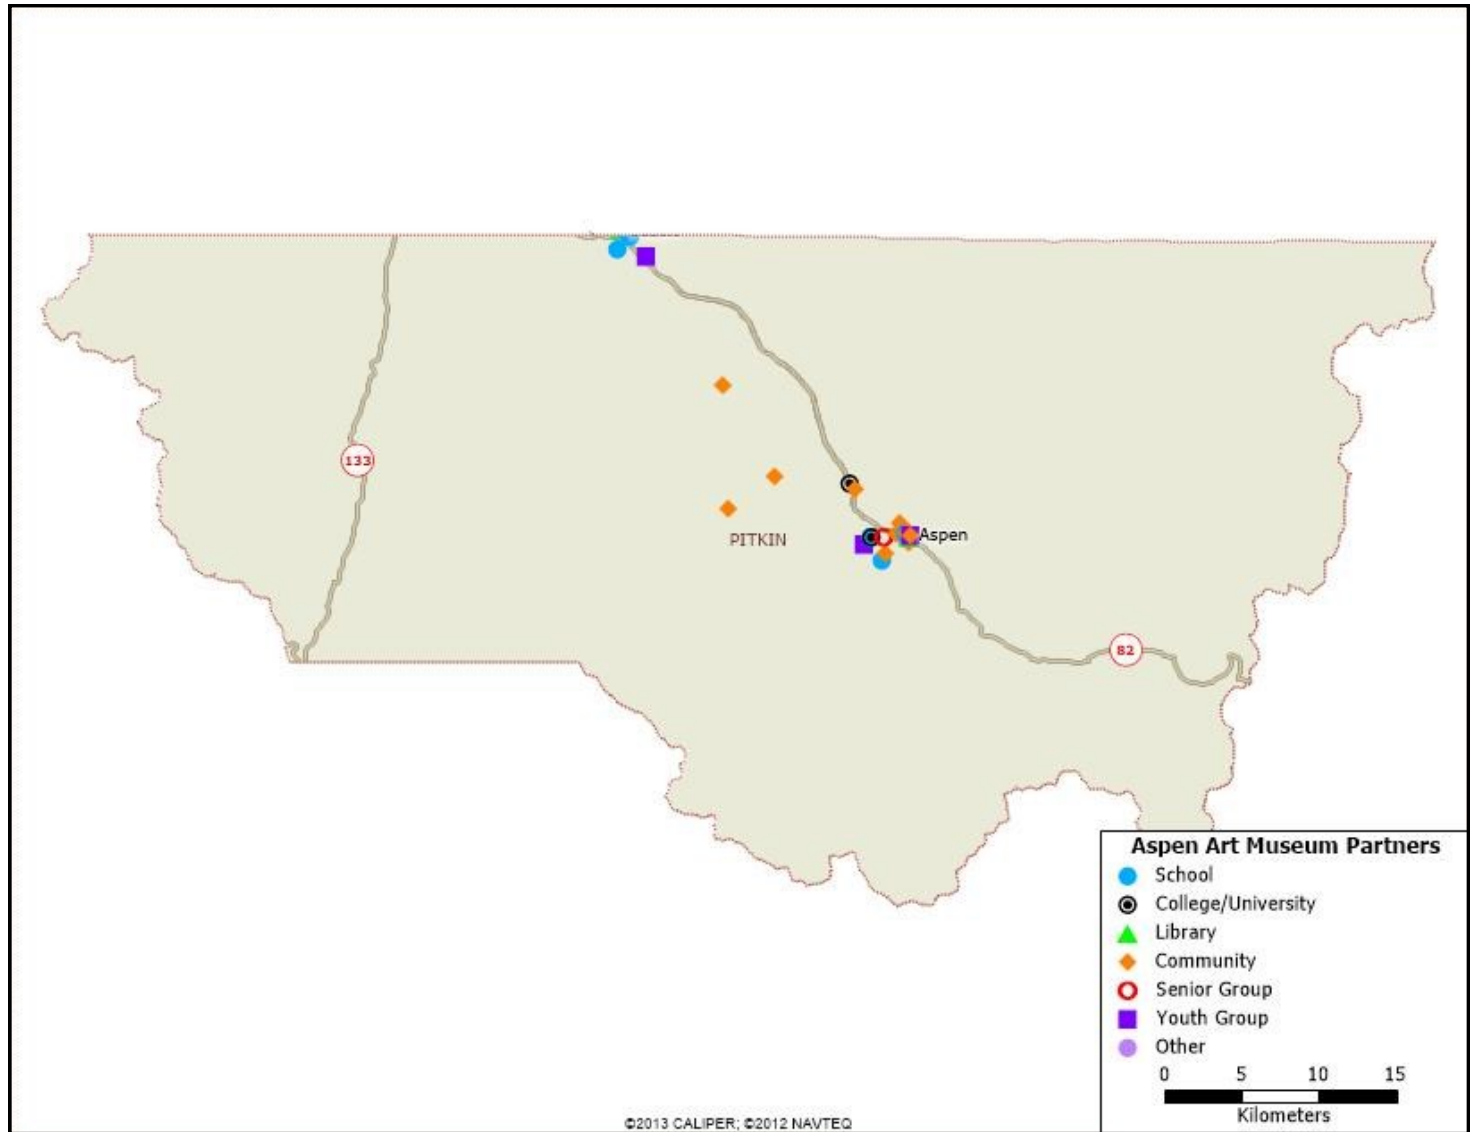 133
PITKIN
Aspen
82
Aspen Art Museum Partners
School
College/University
Library
Community
Senior Group
Youth Group
Other
0 5 10 15
Kilometers
©2013 CALIPER; ©2012 NAVTEQ